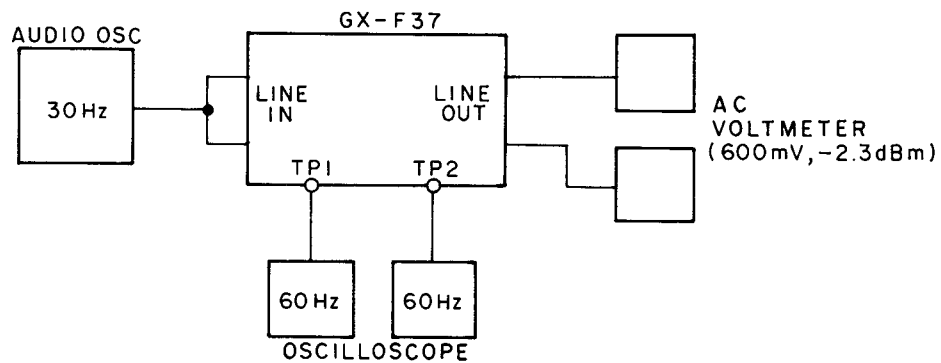 GX-F37
AUDIO OSC
30Hz
LINE
IN
LINE
OUT
AC
VOLTMETER
(600mV, -2.3dBm)
TP1
TP2
60Hz
60Hz
OSCILLOSCOPE